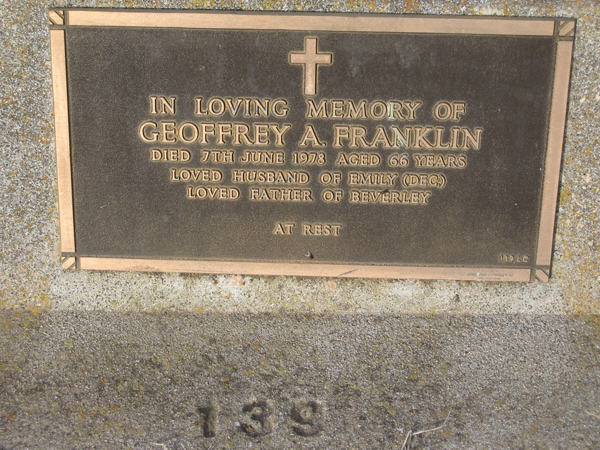 IN LOVING MEMORY OF
GEOFFREY A. FRANKLIN
DIED 7TH JUNE 1978 AGED 66 YEARS
LOVED HUSBAND OF EMILY (DEC.)
LOVED FATHER OF BEVERLEY
AT REST
139